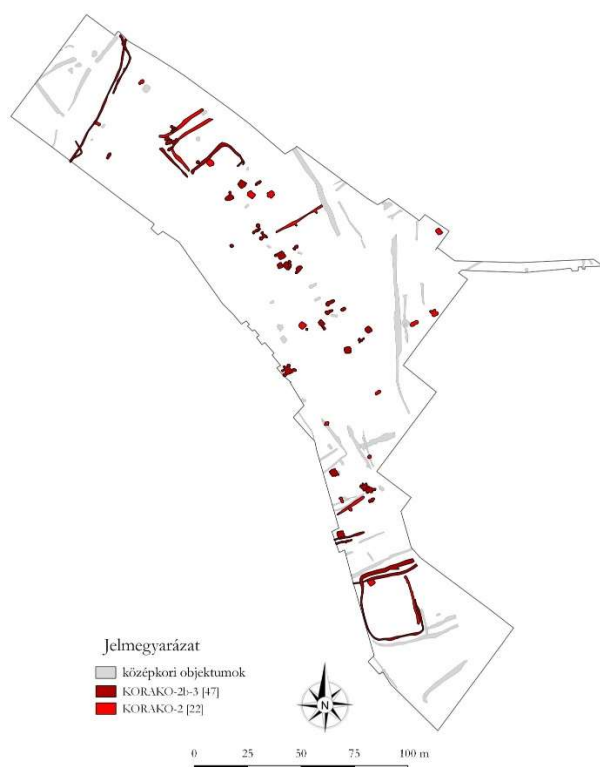 Jelmegyarázat
középkori objektumok
KORAKO-2b-3 [47]
KORAKO-2 [22]
N
0 25 50 75 100 m